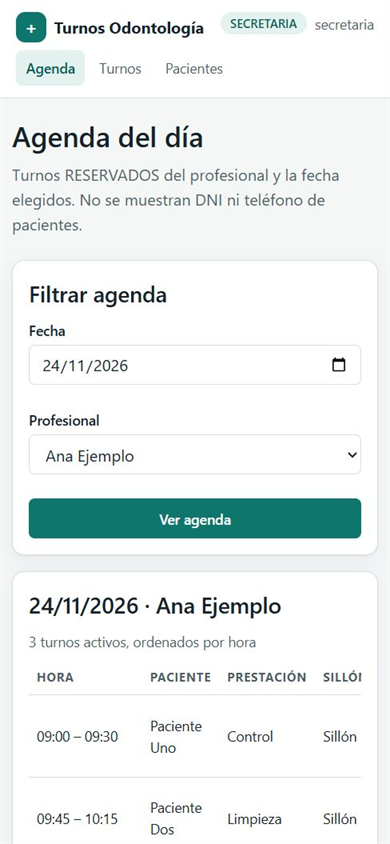 + Turnos Odontología SECRETARIA secretaria
Agenda Turnos Pacientes
Agenda del día
Turnos RESERVADOS del profesional y la fecha
elegidos. No se muestran DNI ni teléfono de
pacientes.
Filtrar agenda
Fecha
24/11/2026
Profesional
Ana Ejemplo
Ver agenda
24/11/2026 · Ana Ejemplo
3 turnos activos, ordenados por hora
HORA PACIENTE PRESTACIÓN
09:00 – 09:30 Paciente Uno Control Sillón
09:45 – 10:15 Paciente Dos Limpieza Sillón